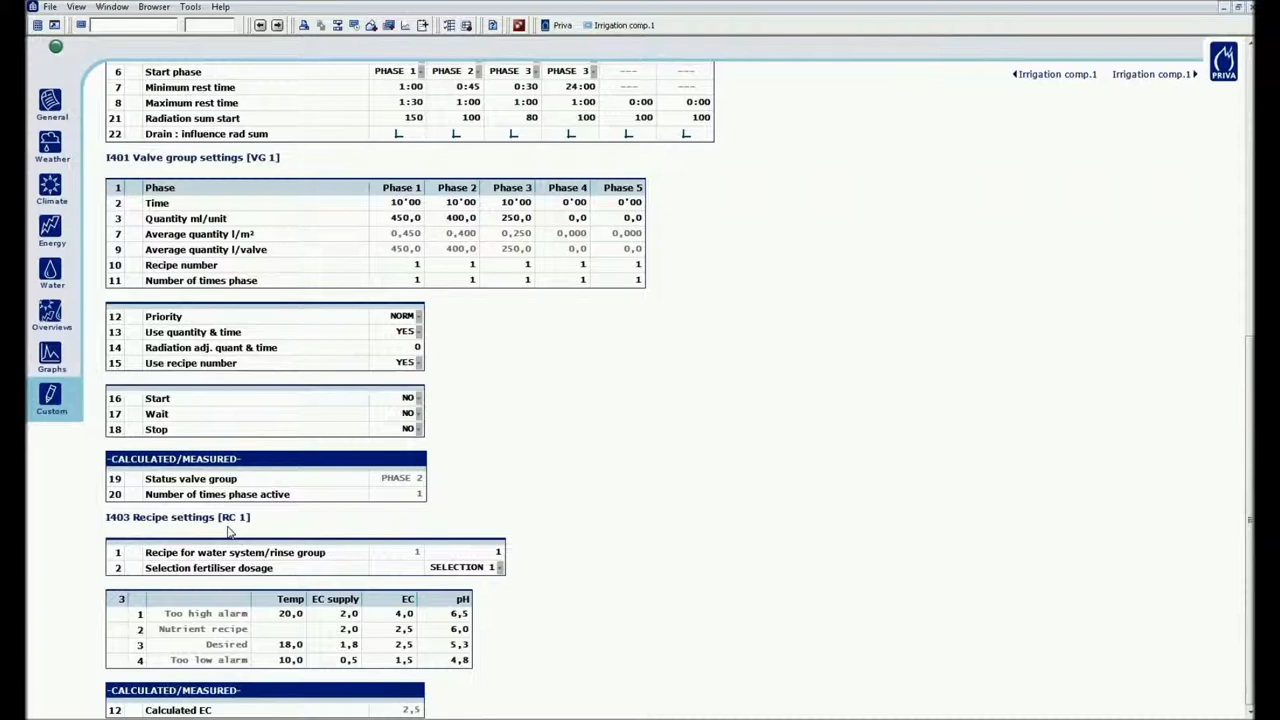 File View Window Browser Tools Help
Priva Irrigation comp.1
Irrigation comp.1 Irrigation comp.1
PRIVA
General
Weather
Climate
Energy
Water
Overviews
Graphs
Custom
6 Start phase PHASE 1 PHASE 2 PHASE 3 PHASE 3 --- ---
7 Minimum rest time 1:00 0:45 0:30 24:00 --- ---
8 Maximum rest time 1:30 1:00 1:00 1:00 0:00 0:00
21 Radiation sum start 150 100 80 100 100 100
22 Drain : influence rad sum
I401 Valve group settings [VG 1]
1 Phase Phase 1 Phase 2 Phase 3 Phase 4 Phase 5
2 Time 10'00 10'00 10'00 0'00 0'00
3 Quantity ml/unit 450,0 400,0 250,0 0,0 0,0
7 Average quantity l/m² 0,450 0,400 0,250 0,000 0,000
9 Average quantity l/valve 450,0 400,0 250,0 0,0 0,0
10 Recipe number 1 1 1 1 1
11 Number of times phase 1 1 1 1 1
12 Priority NORM
13 Use quantity & time YES
14 Radiation adj. quant & time 0
15 Use recipe number YES
16 Start NO
17 Wait NO
18 Stop NO
-CALCULATED/MEASURED-
19 Status valve group PHASE 2
20 Number of times phase active 1
I403 Recipe settings [RC 1]
1 Recipe for water system/rinse group 1 1
2 Selection fertiliser dosage SELECTION 1
3 Temp EC supply EC pH
1 Too high alarm 20,0 2,0 4,0 6,5
2 Nutrient recipe 2,0 2,5 6,0
3 Desired 18,0 1,8 2,5 5,3
4 Too low alarm 10,0 0,5 1,5 4,8
-CALCULATED/MEASURED-
12 Calculated EC 2,5